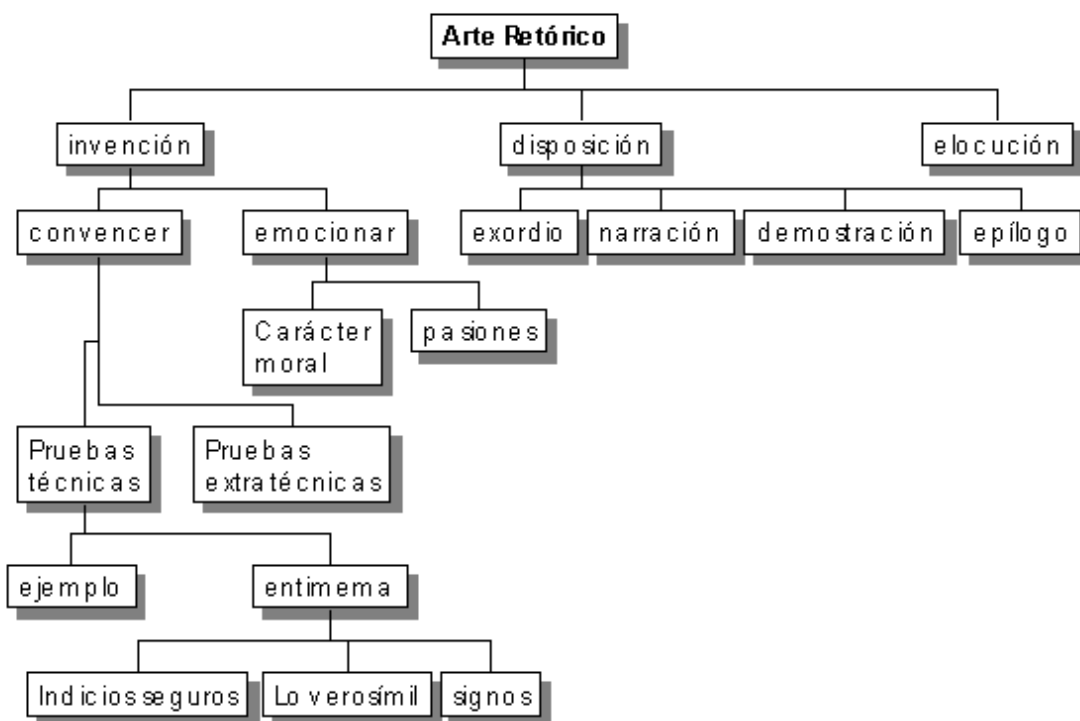 Arte Retórico
invención
disposición
elocución
convencer
emocionar
exordio
narración
demostración
epílogo
Carácter
moral
pasiones
Pruebas
técnicas
Pruebas
extratécnicas
ejemplo
entimema
Indicios seguros
Lo verosímil
signos